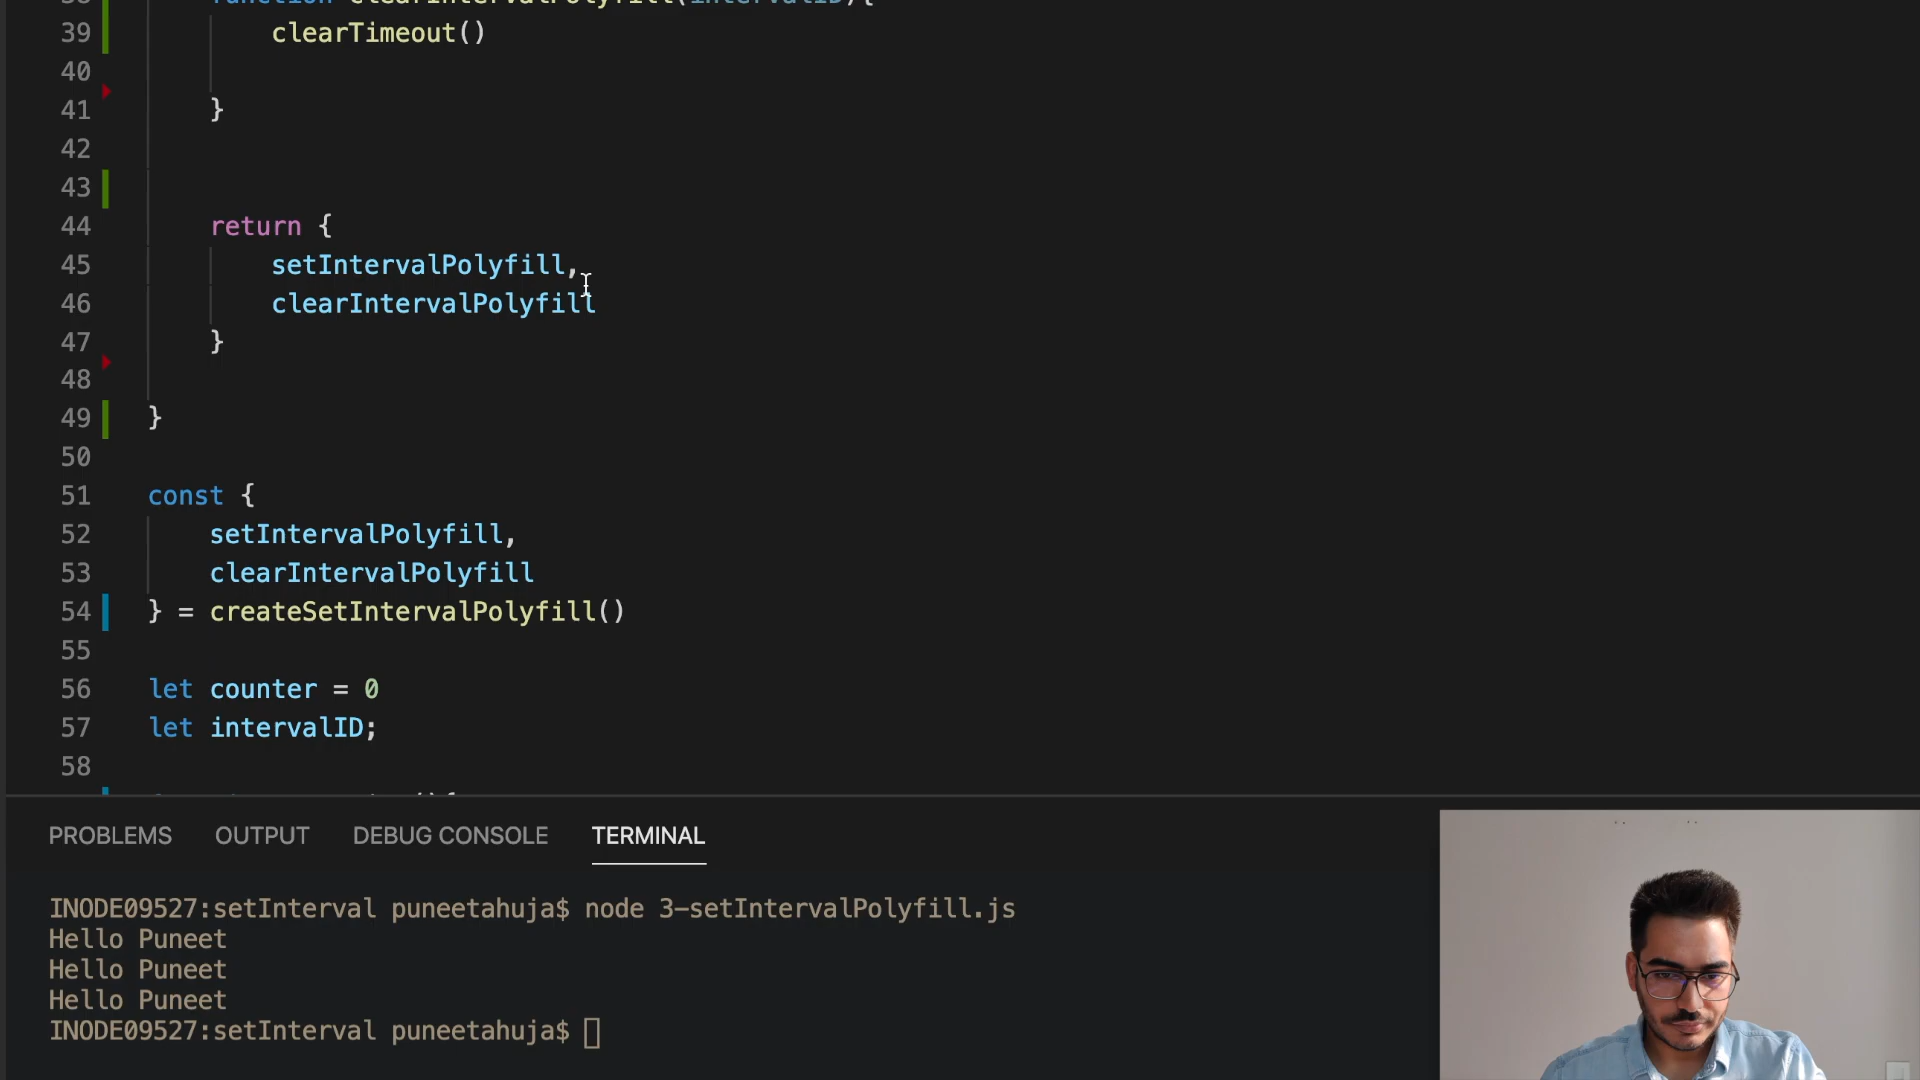 39 clearTimeout()
40
41 }
42
43
44 return {
45 setIntervalPolyfill,
46 clearIntervalPolyfill
47 }
48
49 }
50
51 const {
52 setIntervalPolyfill,
53 clearIntervalPolyfill
54 } = createSetIntervalPolyfill()
55
56 let counter = 0
57 let intervalID;
58
PROBLEMS OUTPUT DEBUG CONSOLE TERMINAL
INODE09527:setInterval puneetahuja$ node 3-setIntervalPolyfill.js
Hello Puneet
Hello Puneet
Hello Puneet
INODE09527:setInterval puneetahuja$